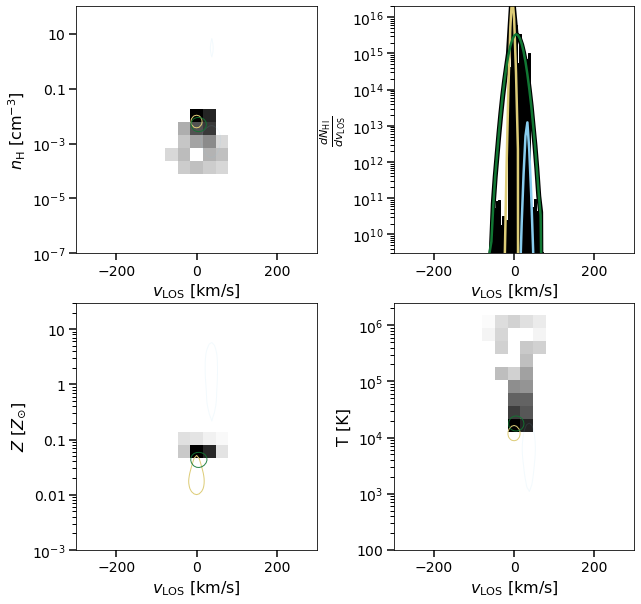 10
0.1
10⁻³
10⁻⁵
10⁻⁷
n_H [cm⁻³]
−200 0 200
v_LOS [km/s]
10¹⁶
10¹⁵
10¹⁴
10¹³
10¹²
10¹¹
10¹⁰
dN_HI
dv_LOS
−200 0 200
v_LOS [km/s]
10
1
0.1
0.01
10⁻³
Z [Z_⊙]
−200 0 200
v_LOS [km/s]
10⁶
10⁵
10⁴
10³
100
T [K]
−200 0 200
v_LOS [km/s]